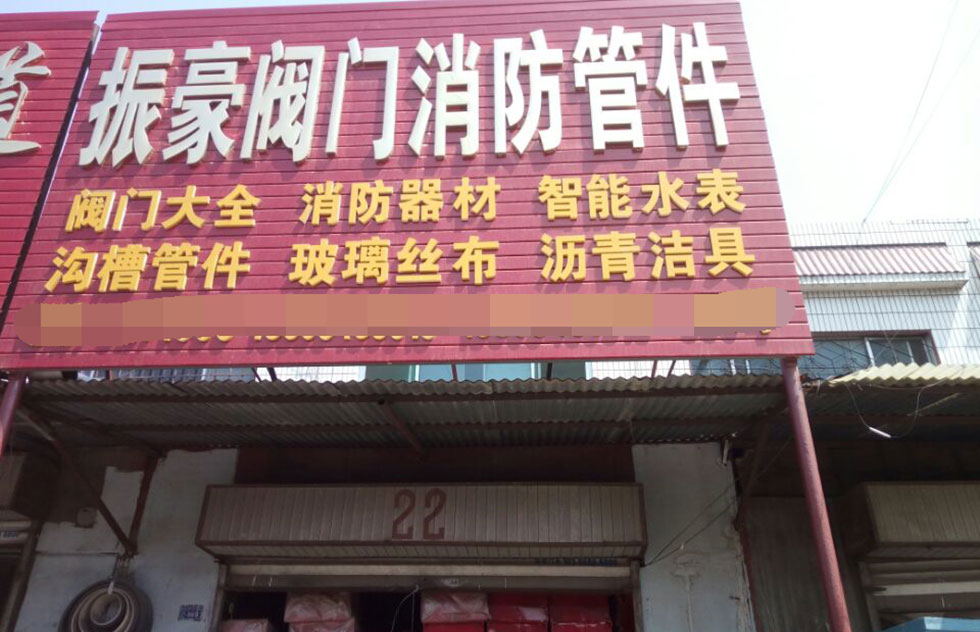 道
振豪阀门消防管件
阀门大全 消防器材 智能水表
沟槽管件 玻璃丝布 沥青洁具
22